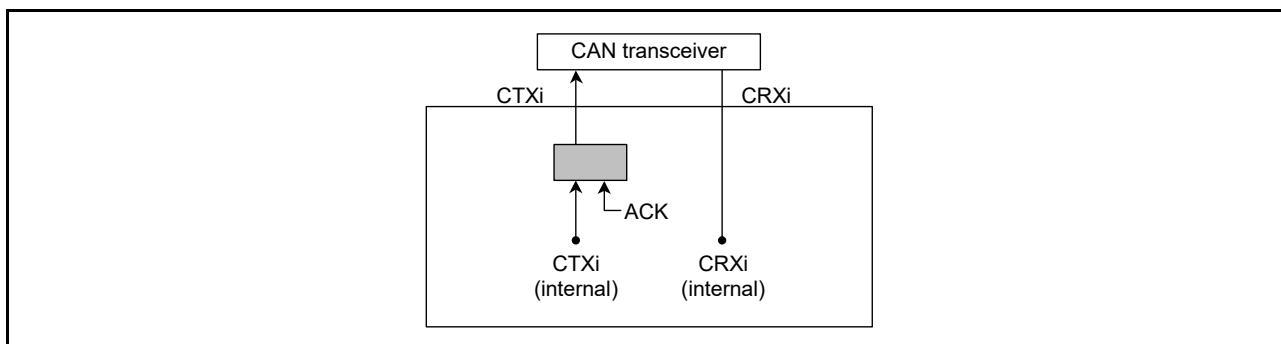 CAN transceiver
CTXi
CRXi
ACK
CTXi
(internal)
CRXi
(internal)